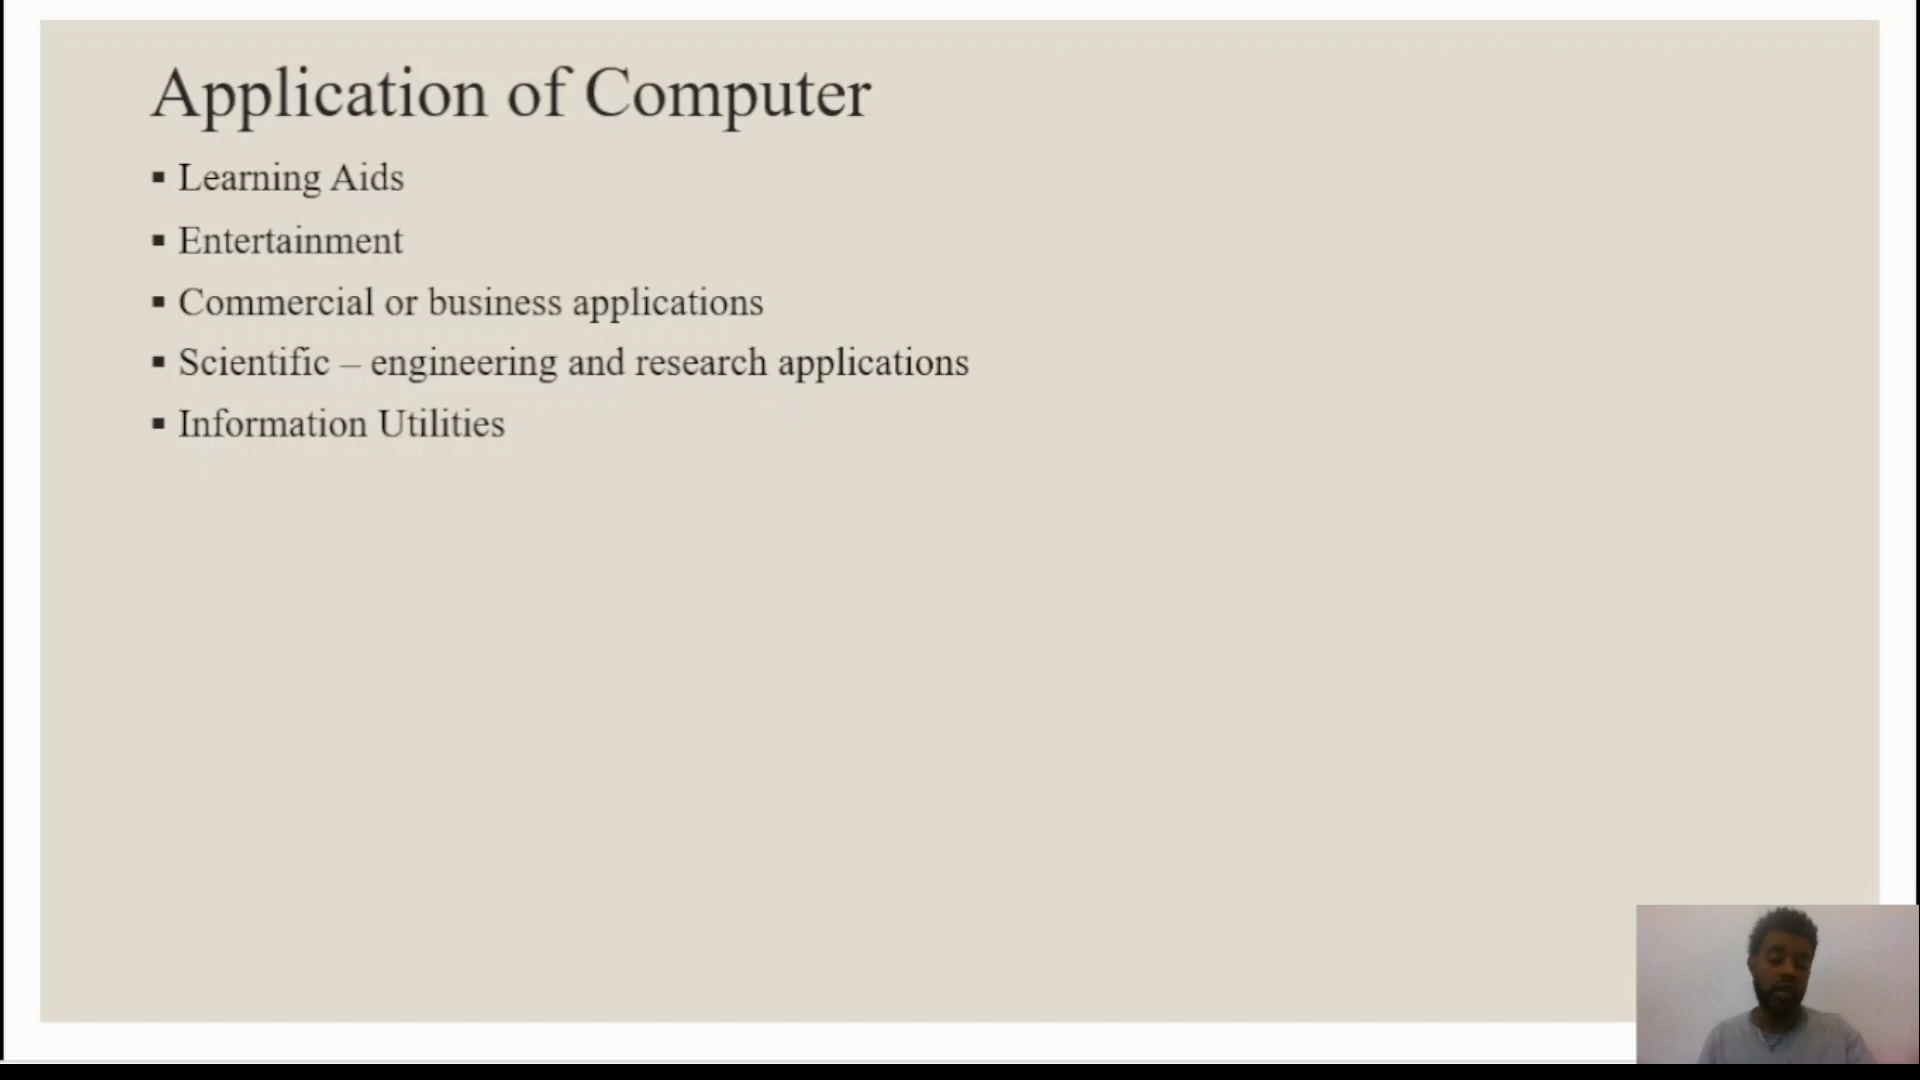 Application of Computer
▪ Learning Aids
▪ Entertainment
▪ Commercial or business applications
▪ Scientific – engineering and research applications
▪ Information Utilities